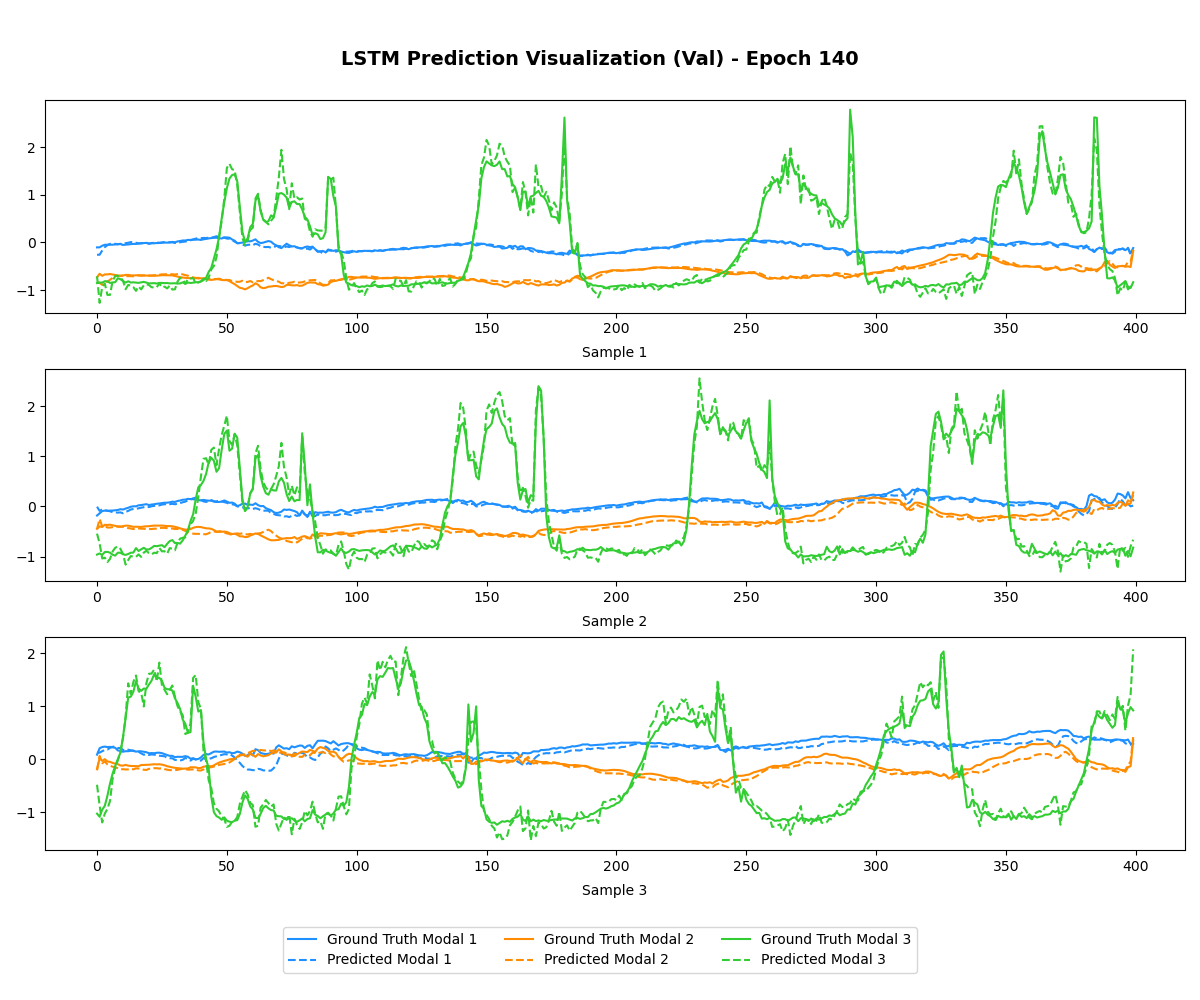 LSTM Prediction Visualization (Val) - Epoch 140
2
1
0
−1
0 50 100 150 200 250 300 350 400
Sample 1
2
1
0
−1
0 50 100 150 200 250 300 350 400
Sample 2
2
1
0
−1
0 50 100 150 200 250 300 350 400
Sample 3
Ground Truth Modal 1 Ground Truth Modal 2 Ground Truth Modal 3
Predicted Modal 1 Predicted Modal 2 Predicted Modal 3